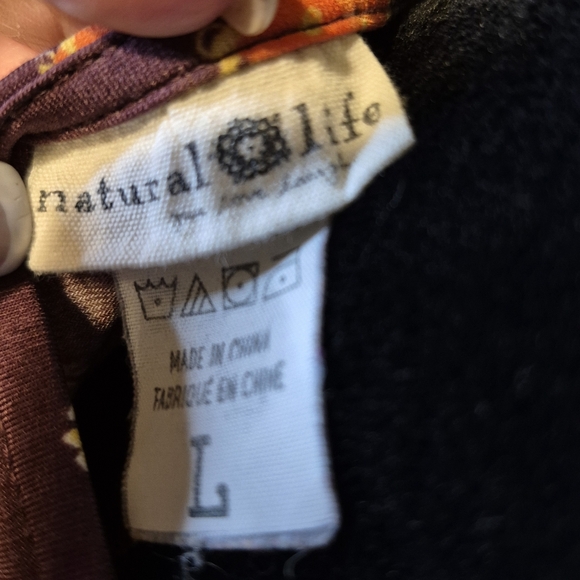 natural life
MADE IN CHINA
FABRIQUÉ EN CHINE
L